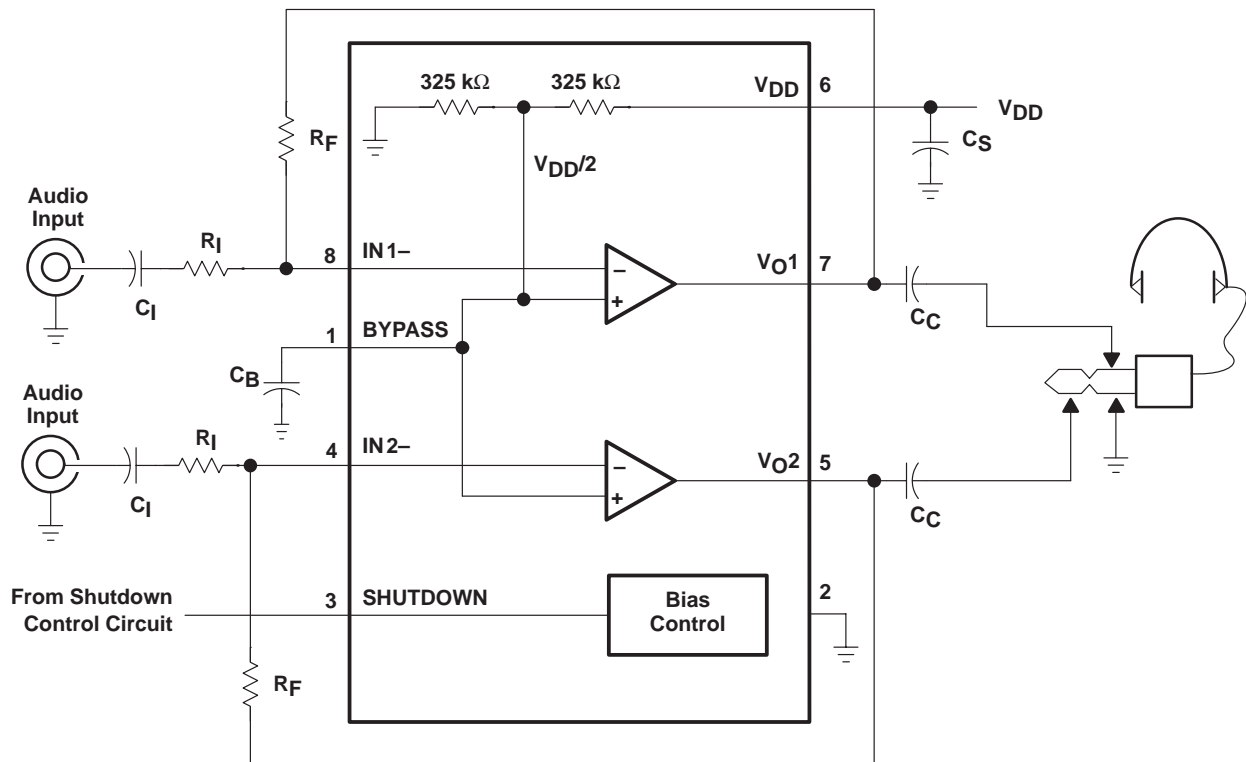 325 kΩ
325 kΩ
VDD
6
VDD
CS
RF
VDD/2
Audio
Input
RI
CI
8
IN1–
–
+
VO1
7
CC
1
BYPASS
CB
Audio
Input
RI
CI
4
IN2–
–
+
VO2
5
CC
From Shutdown
Control Circuit
3
SHUTDOWN
Bias
Control
2
RF